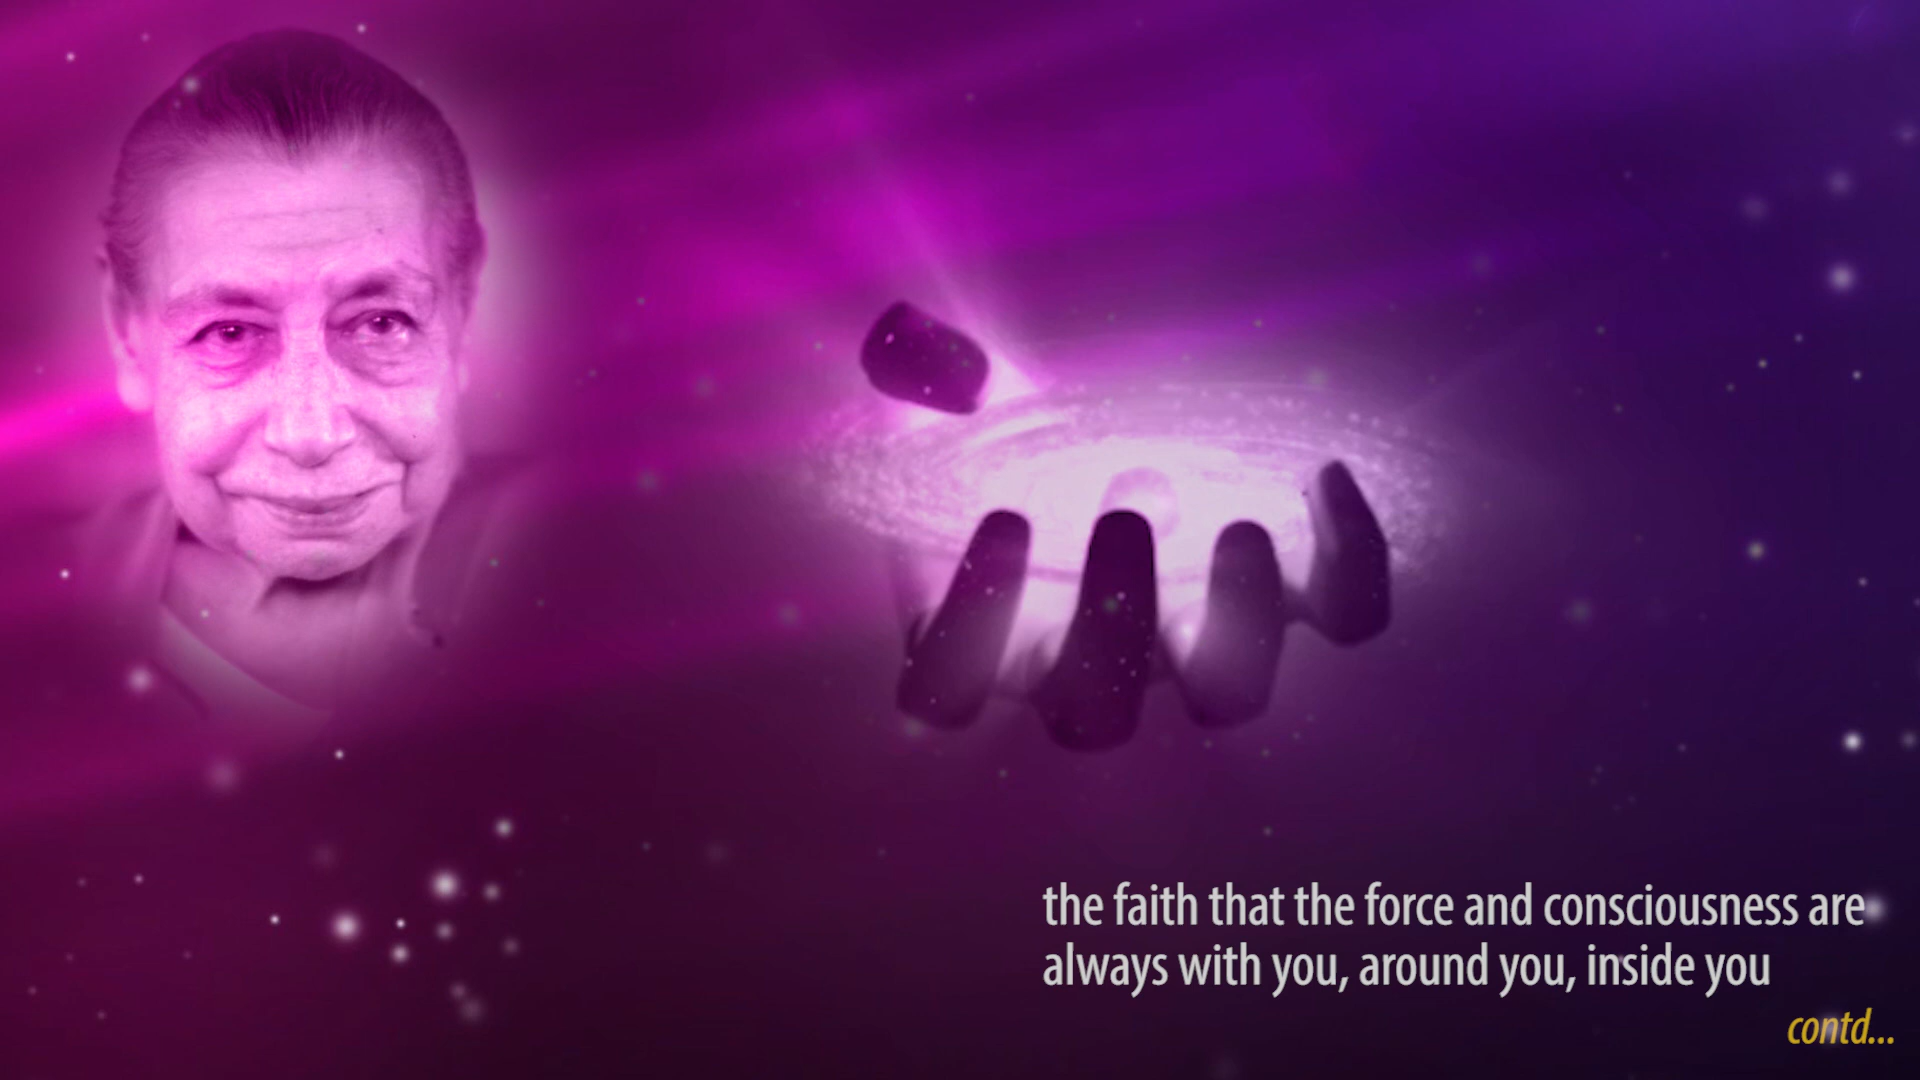 the faith that the force and consciousness are
always with you, around you, inside you
contd...